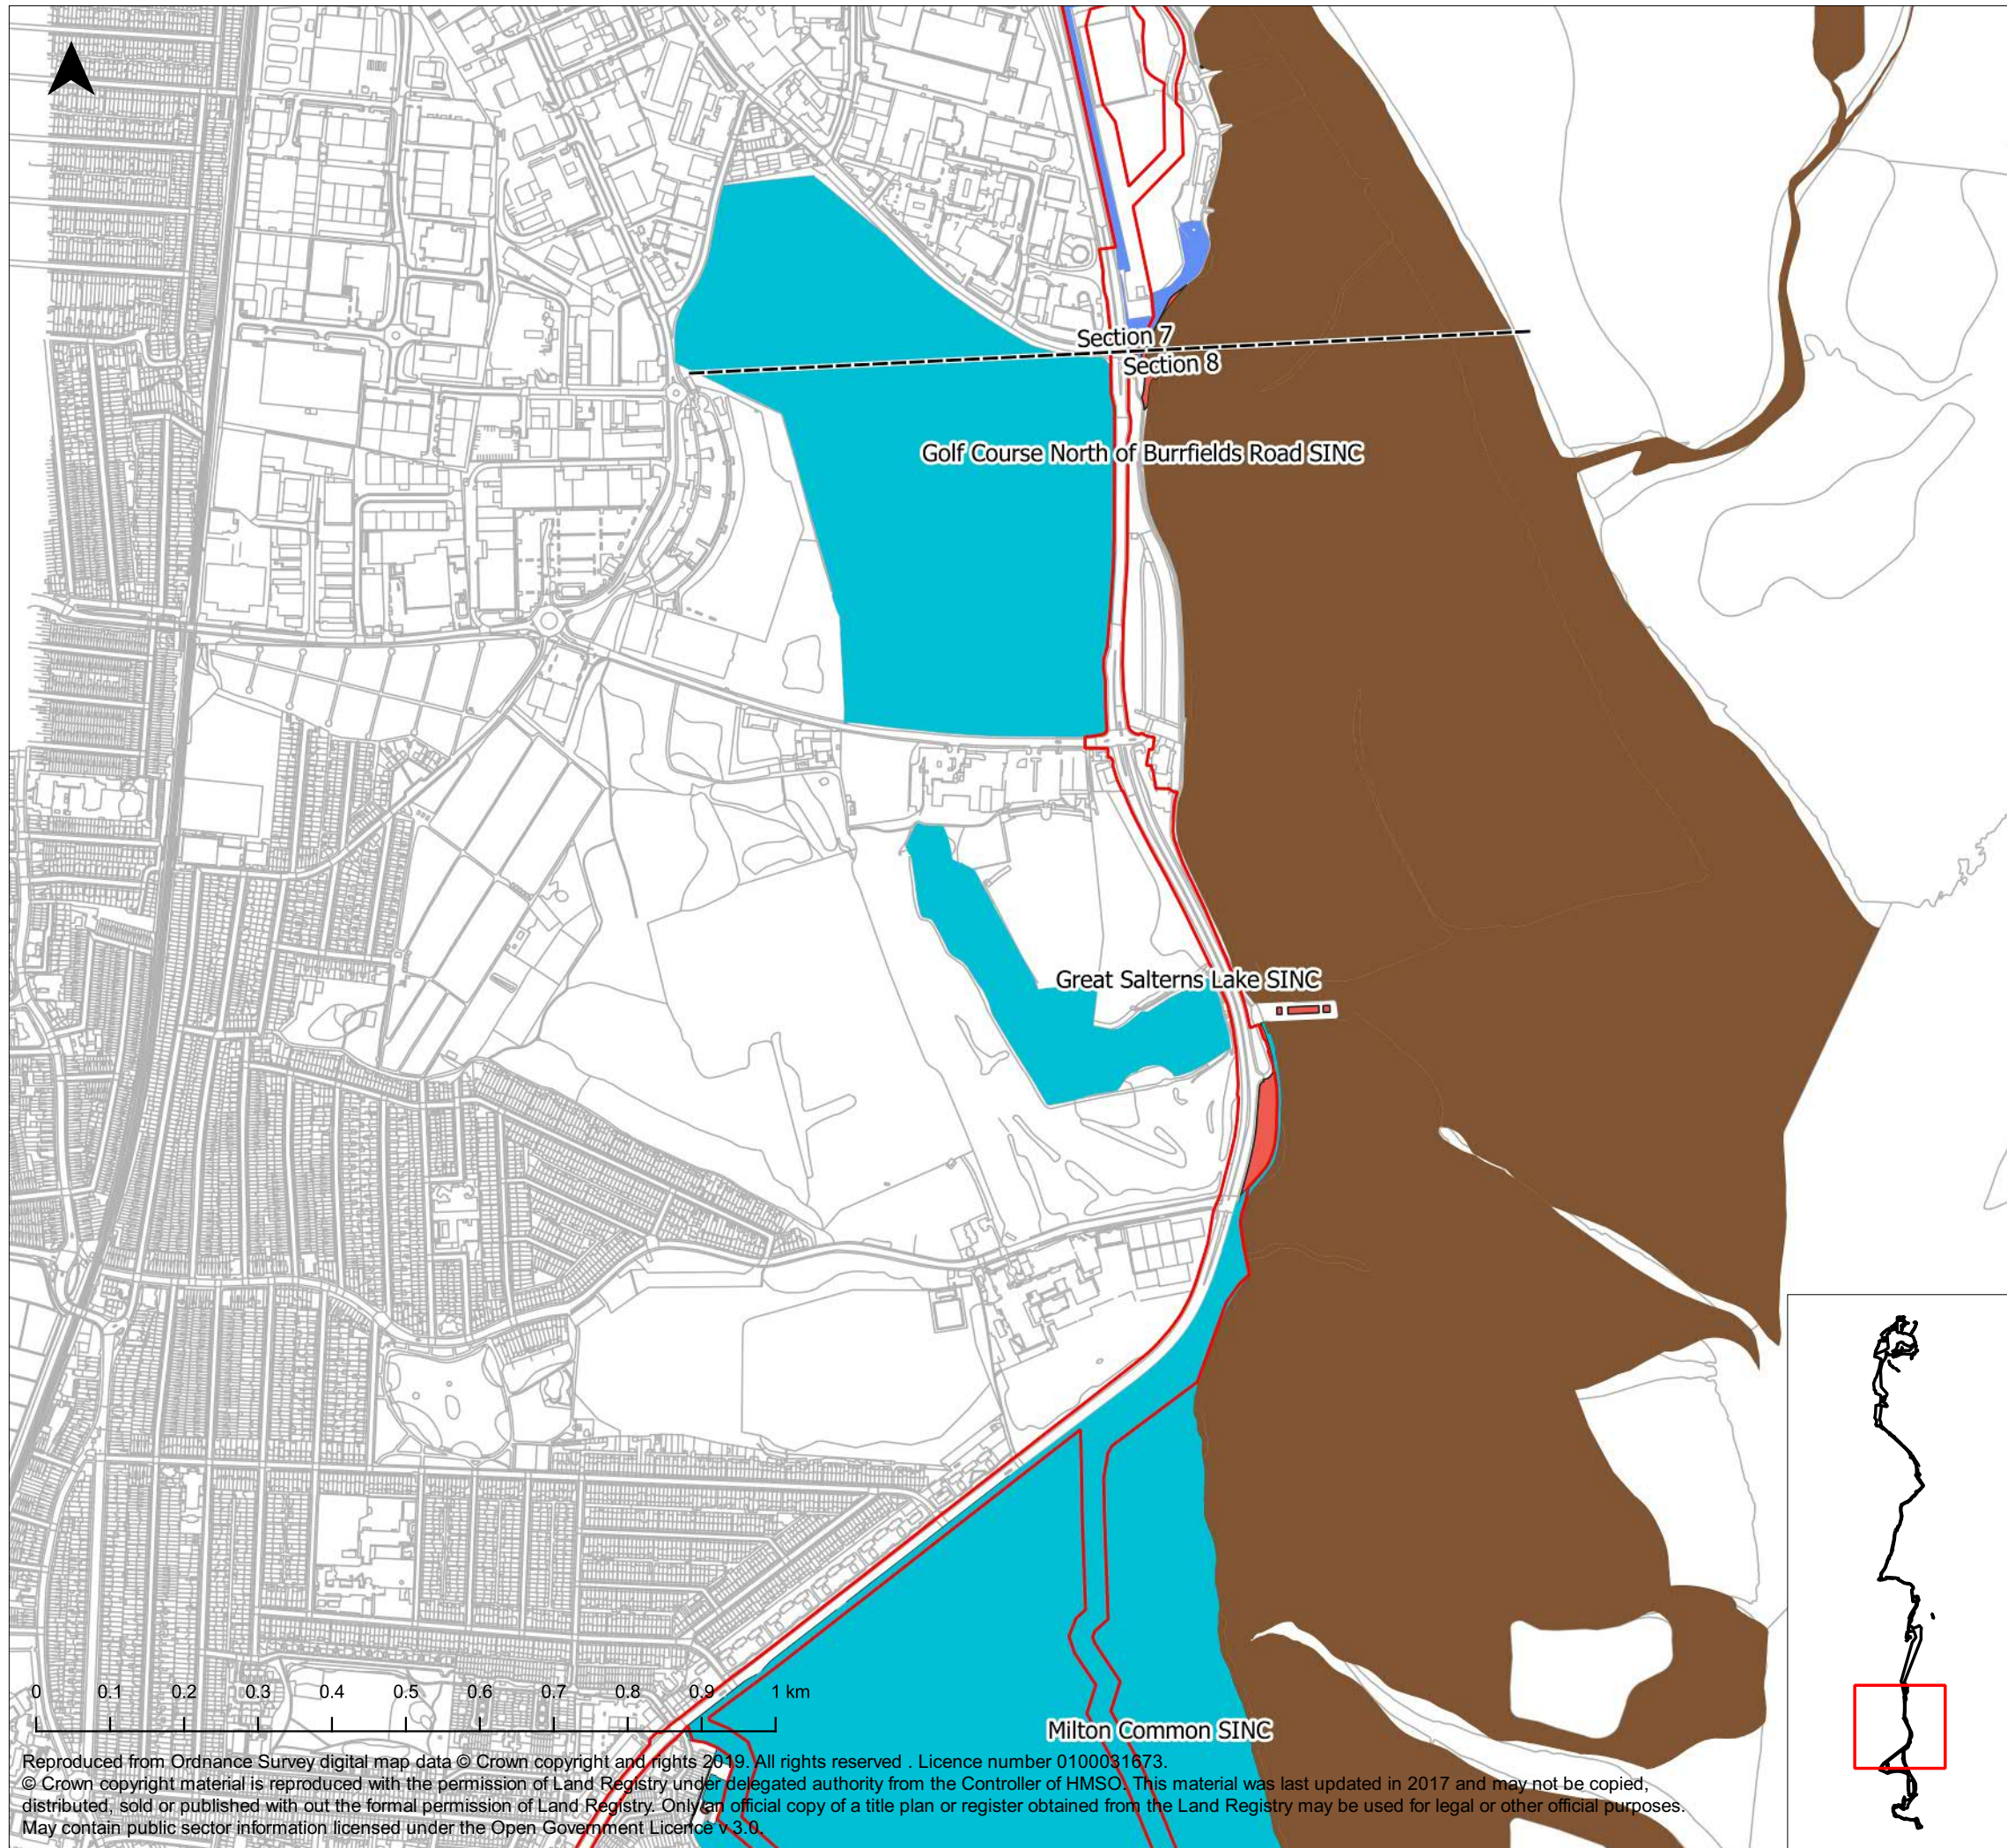 Section 7
Section 8
Golf Course North of Burrfields Road SINC
Great Salterns Lake SINC
0 0.1 0.2 0.3 0.4 0.5 0.6 0.7 0.8 0.9 1 km
Milton Common SINC
Reproduced from Ordnance Survey digital map data © Crown copyright and rights 2019. All rights reserved . Licence number 0100031673.
© Crown copyright material is reproduced with the permission of Land Registry under delegated authority from the Controller of HMSO. This material was last updated in 2017 and may not be copied,
distributed, sold or published with out the formal permission of Land Registry. Only an official copy of a title plan or register obtained from the Land Registry may be used for legal or other official purposes.
May contain public sector information licensed under the Open Government Licence v 3.0.